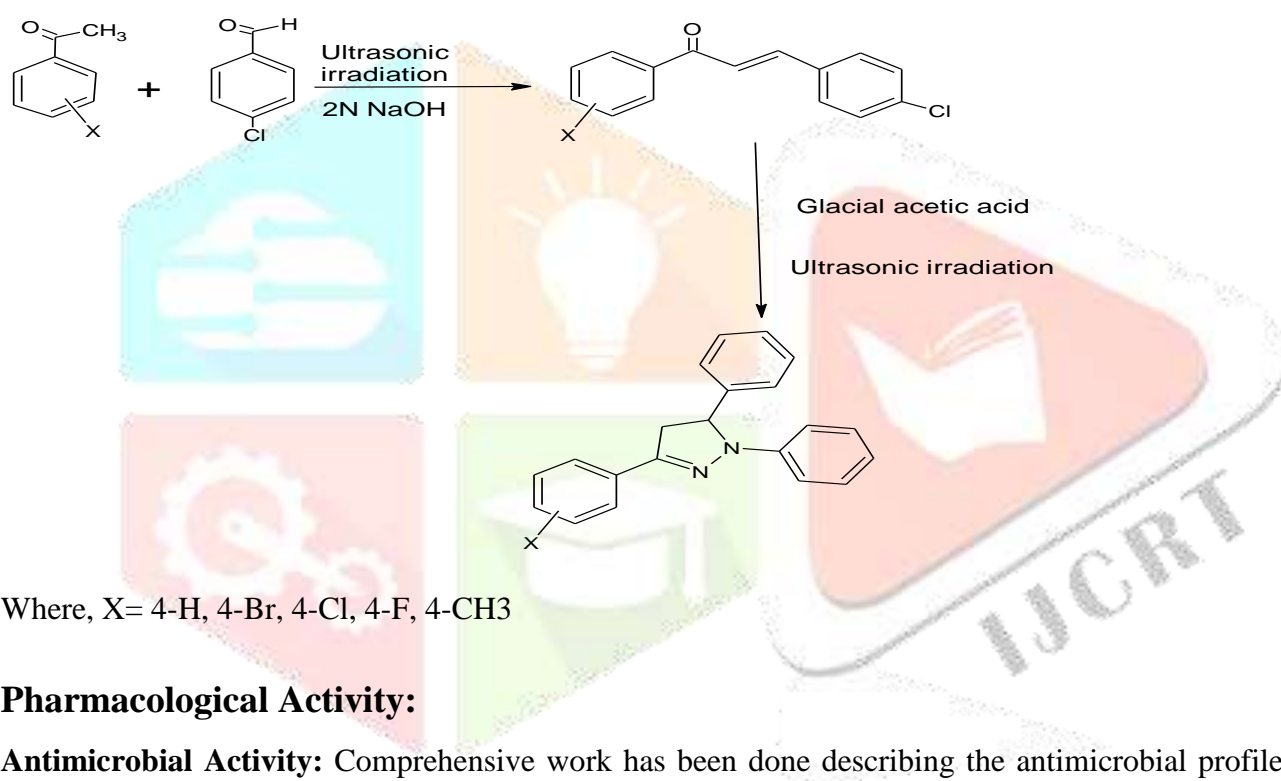 O CH3 O H
X
+
Cl
Ultrasonic
irradiation
2N NaOH
O
X
Cl
Glacial acetic acid
Ultrasonic irradiation
N
N
X
IJCRT
Where, X= 4-H, 4-Br, 4-Cl, 4-F, 4-CH3
Pharmacological Activity:
Antimicrobial Activity: Comprehensive work has been done describing the antimicrobial profile